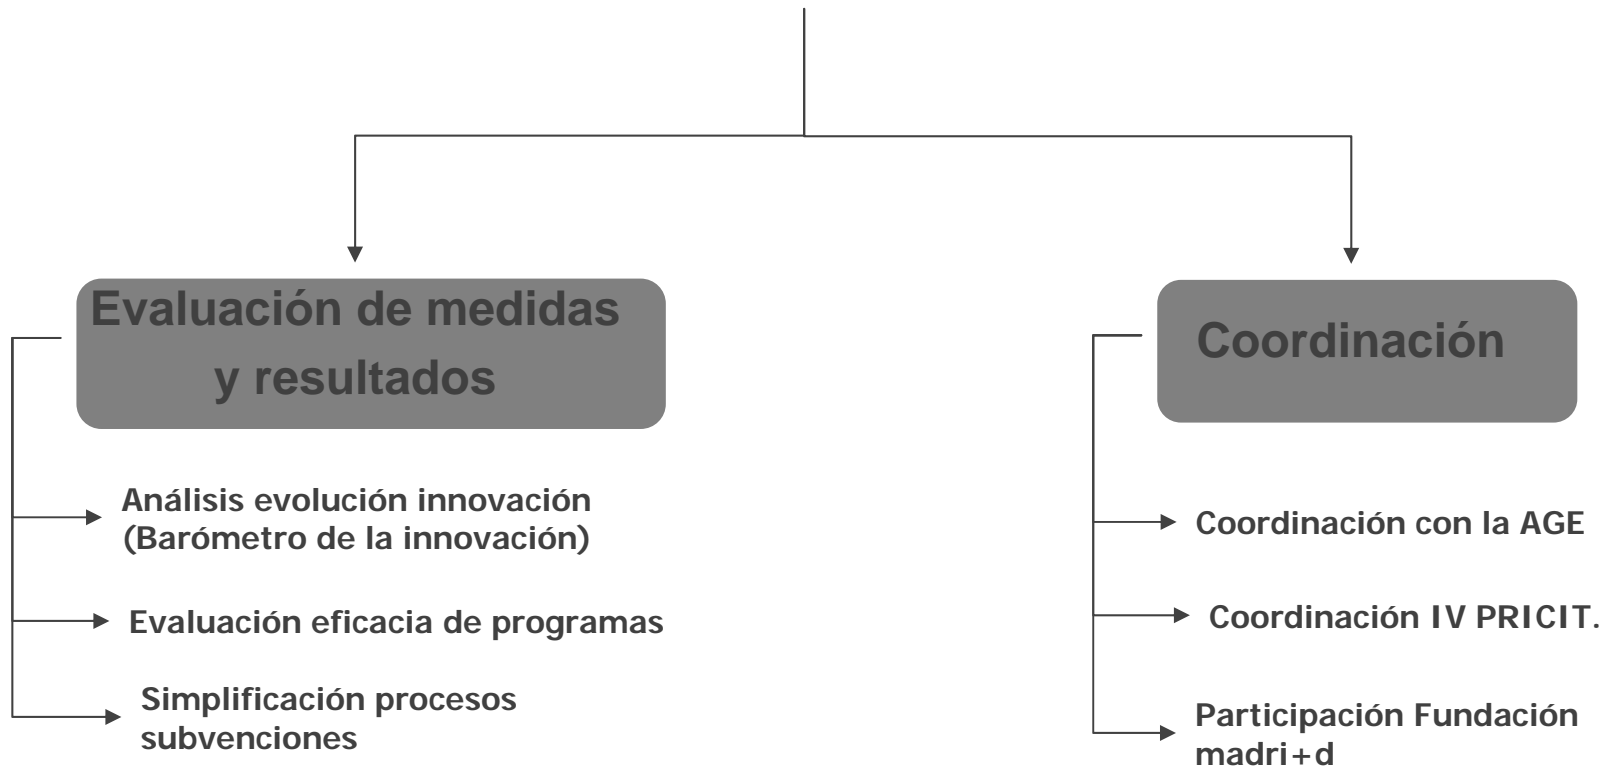 Evaluación de medidas
y resultados
Análisis evolución innovación
(Barómetro de la innovación)
Evaluación eficacia de programas
Simplificación procesos
subvenciones
Coordinación
Coordinación con la AGE
Coordinación IV PRICIT.
Participación Fundación
madri+d